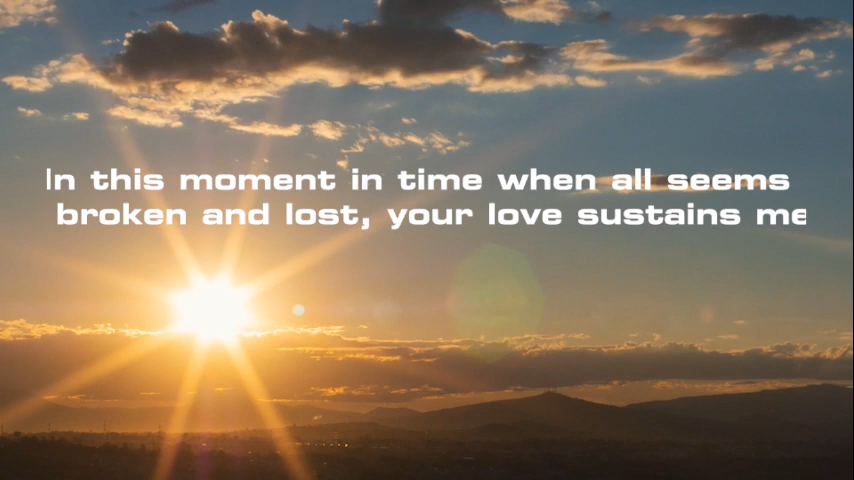 In this moment in time when all seems
broken and lost, your love sustains me